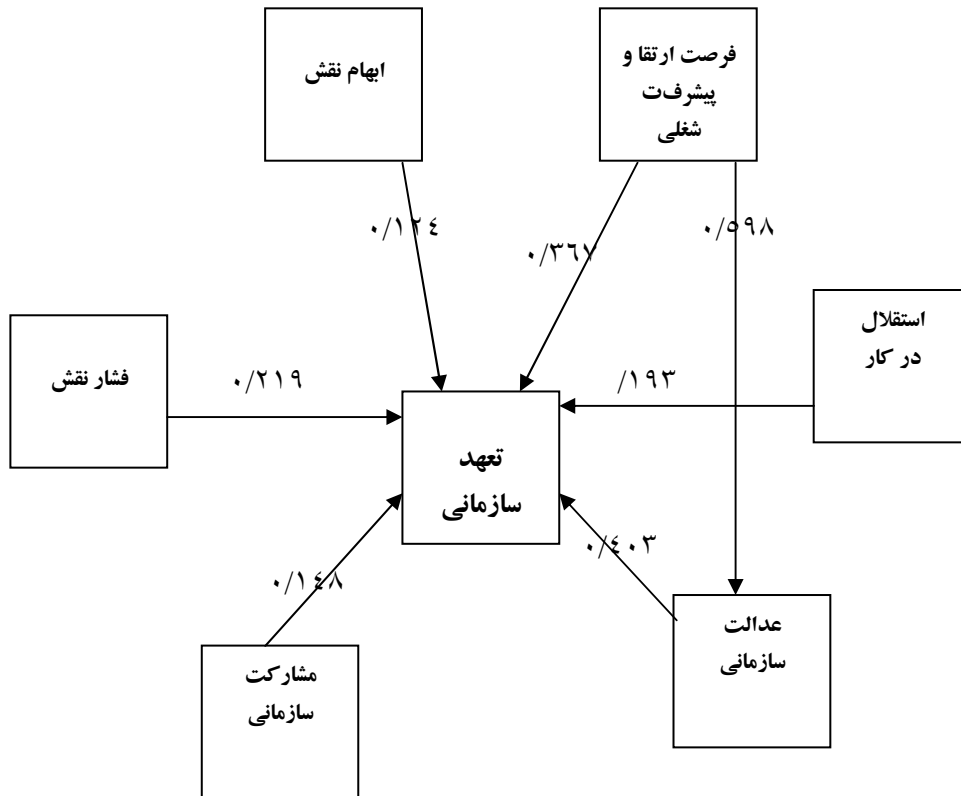 فرصت ارتقا و
پیشرفت
شغلی
ابهام نقش
۰/۵۹۸
۰/۳۶۷
۰/۱۲۴
استقلال
در کار
/۱۹۳
۰/۲۱۹
فشار نقش
تعهد
سازمانی
۰/۴۰۳
۰/۱۴۸
عدالت
سازمانی
مشارکت
سازمانی